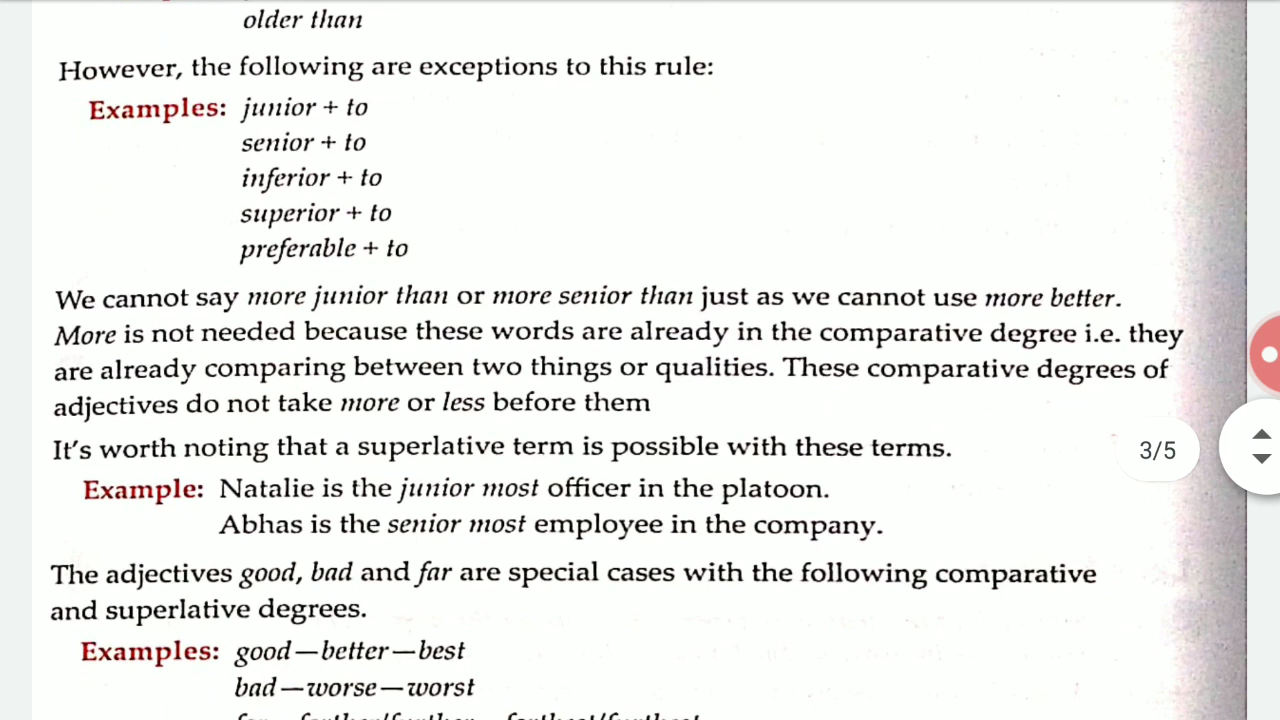 older than
However, the following are exceptions to this rule:
Examples: junior + to
senior + to
inferior + to
superior + to
preferable + to
We cannot say more junior than or more senior than just as we cannot use more better.
More is not needed because these words are already in the comparative degree i.e. they
are already comparing between two things or qualities. These comparative degrees of
adjectives do not take more or less before them
It's worth noting that a superlative term is possible with these terms.
3/5
Example: Natalie is the junior most officer in the platoon.
Abhas is the senior most employee in the company.
The adjectives good, bad and far are special cases with the following comparative
and superlative degrees.
Examples: good—better—best
bad—worse—worst